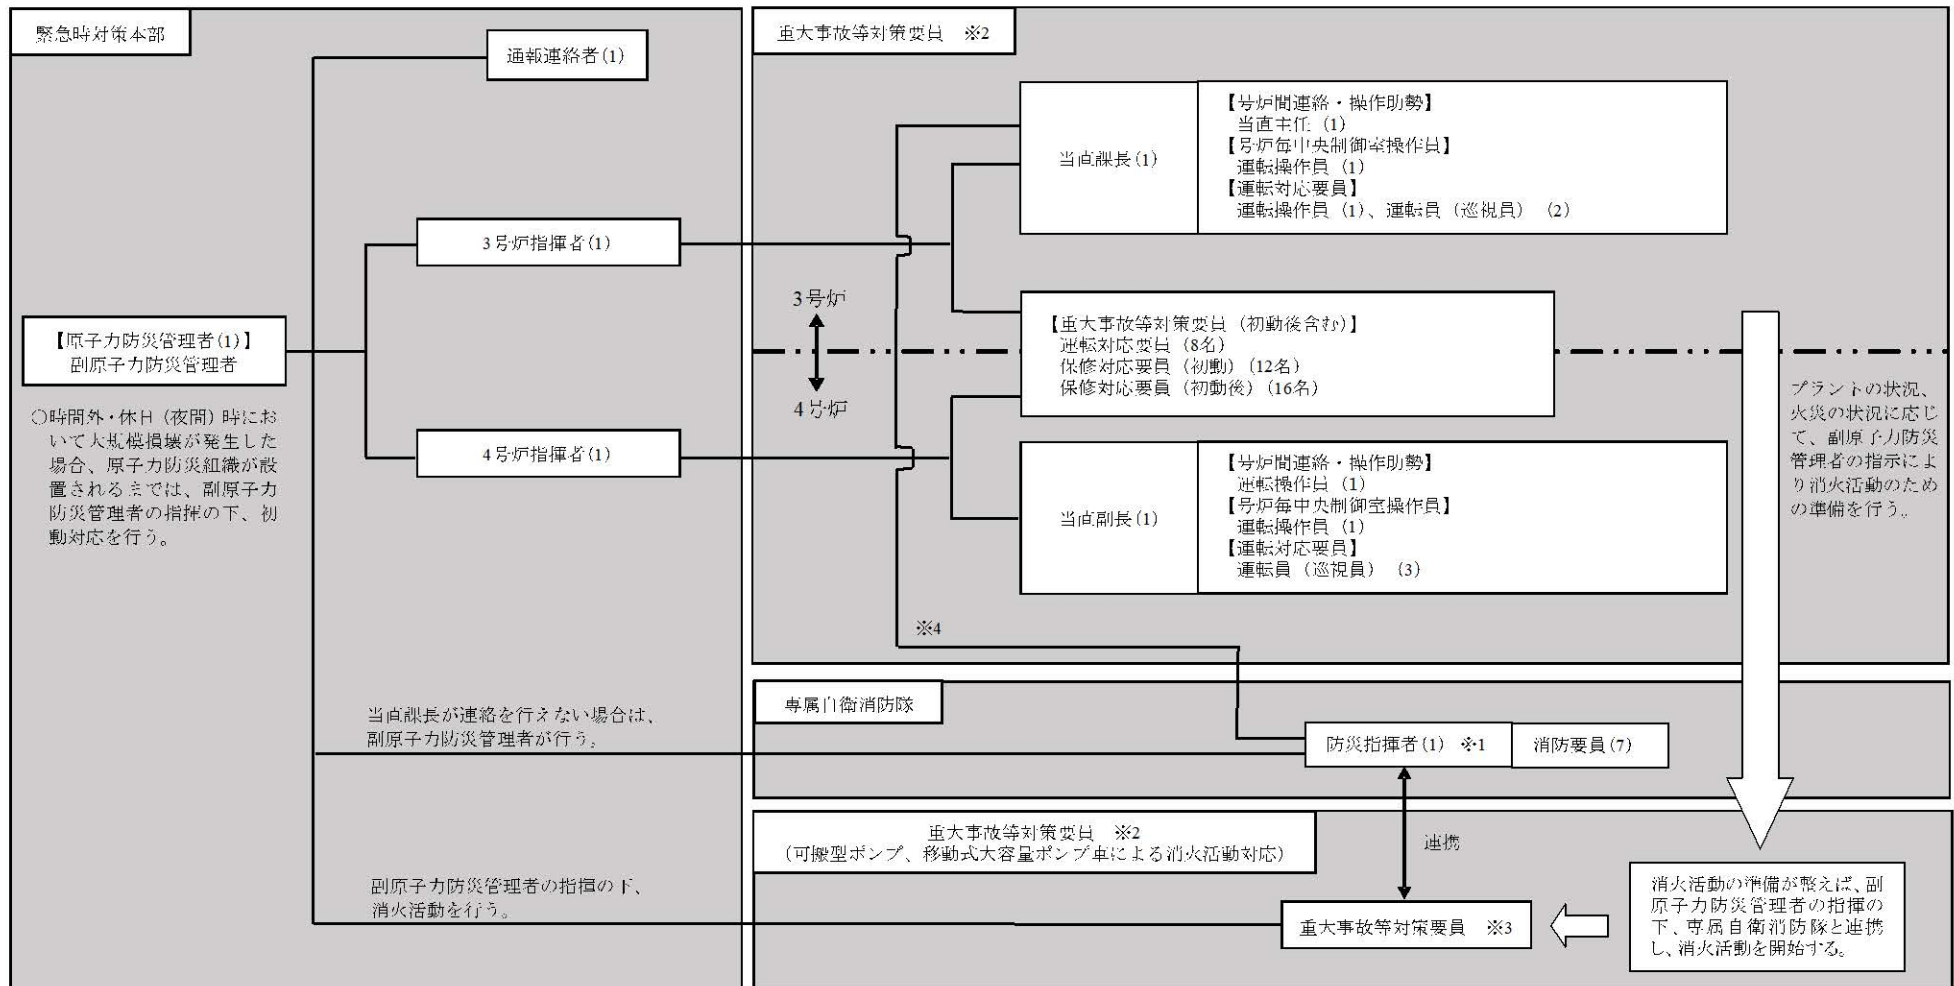 緊急時対策本部
通報連絡者(1)
3号炉指揮者(1)
【原子力防災管理者(1)】
副原子力防災管理者
○時間外・休日(夜間)時にお
いて大規模損壊が発生した
場合、原子力防災組織が設
置されるまでは、副原子力
防災管理者の指揮の下、初
動対応を行う。
4号炉指揮者(1)
当直課長が連絡を行えない場合は、
副原子力防災管理者が行う。
副原子力防災管理者の指揮の下、
消火活動を行う。
重大事故等対策要員 ※2
当直課長(1)
【号炉間連絡・操作助勢】
当直主任(1)
【号炉毎中央制御室操作員】
運転操作員(1)
【運転対応要員】
運転操作員(1)、運転員(巡視員) (2)
3号炉
4号炉
【重大事故等対策要員(初動後含む)】
運転対応要員(8名)
保修対応要員(初動)(12名)
保修対応要員(初動後)(16名)
当直副長(1)
【号炉間連絡・操作助勢】
運転操作員(1)
【号炉毎中央制御室操作員】
運転操作員(1)
【運転対応要員】
運転員(巡視員) (3)
プラントの状況、
火災の状況に応じ
て、副原子力防災
管理者の指示によ
り消火活動のため
の準備を行う。
※4
専属自衛消防隊
防災指揮者(1) ※1
消防要員(7)
連携
重大事故等対策要員 ※2
(可搬型ポンプ、移動式大容量ポンプ車による消火活動対応)
重大事故等対策要員 ※3
消火活動の準備が整えば、副
原子力防災管理者の指揮の
下、専属自衛消防隊と連携
し、消火活動を開始する。